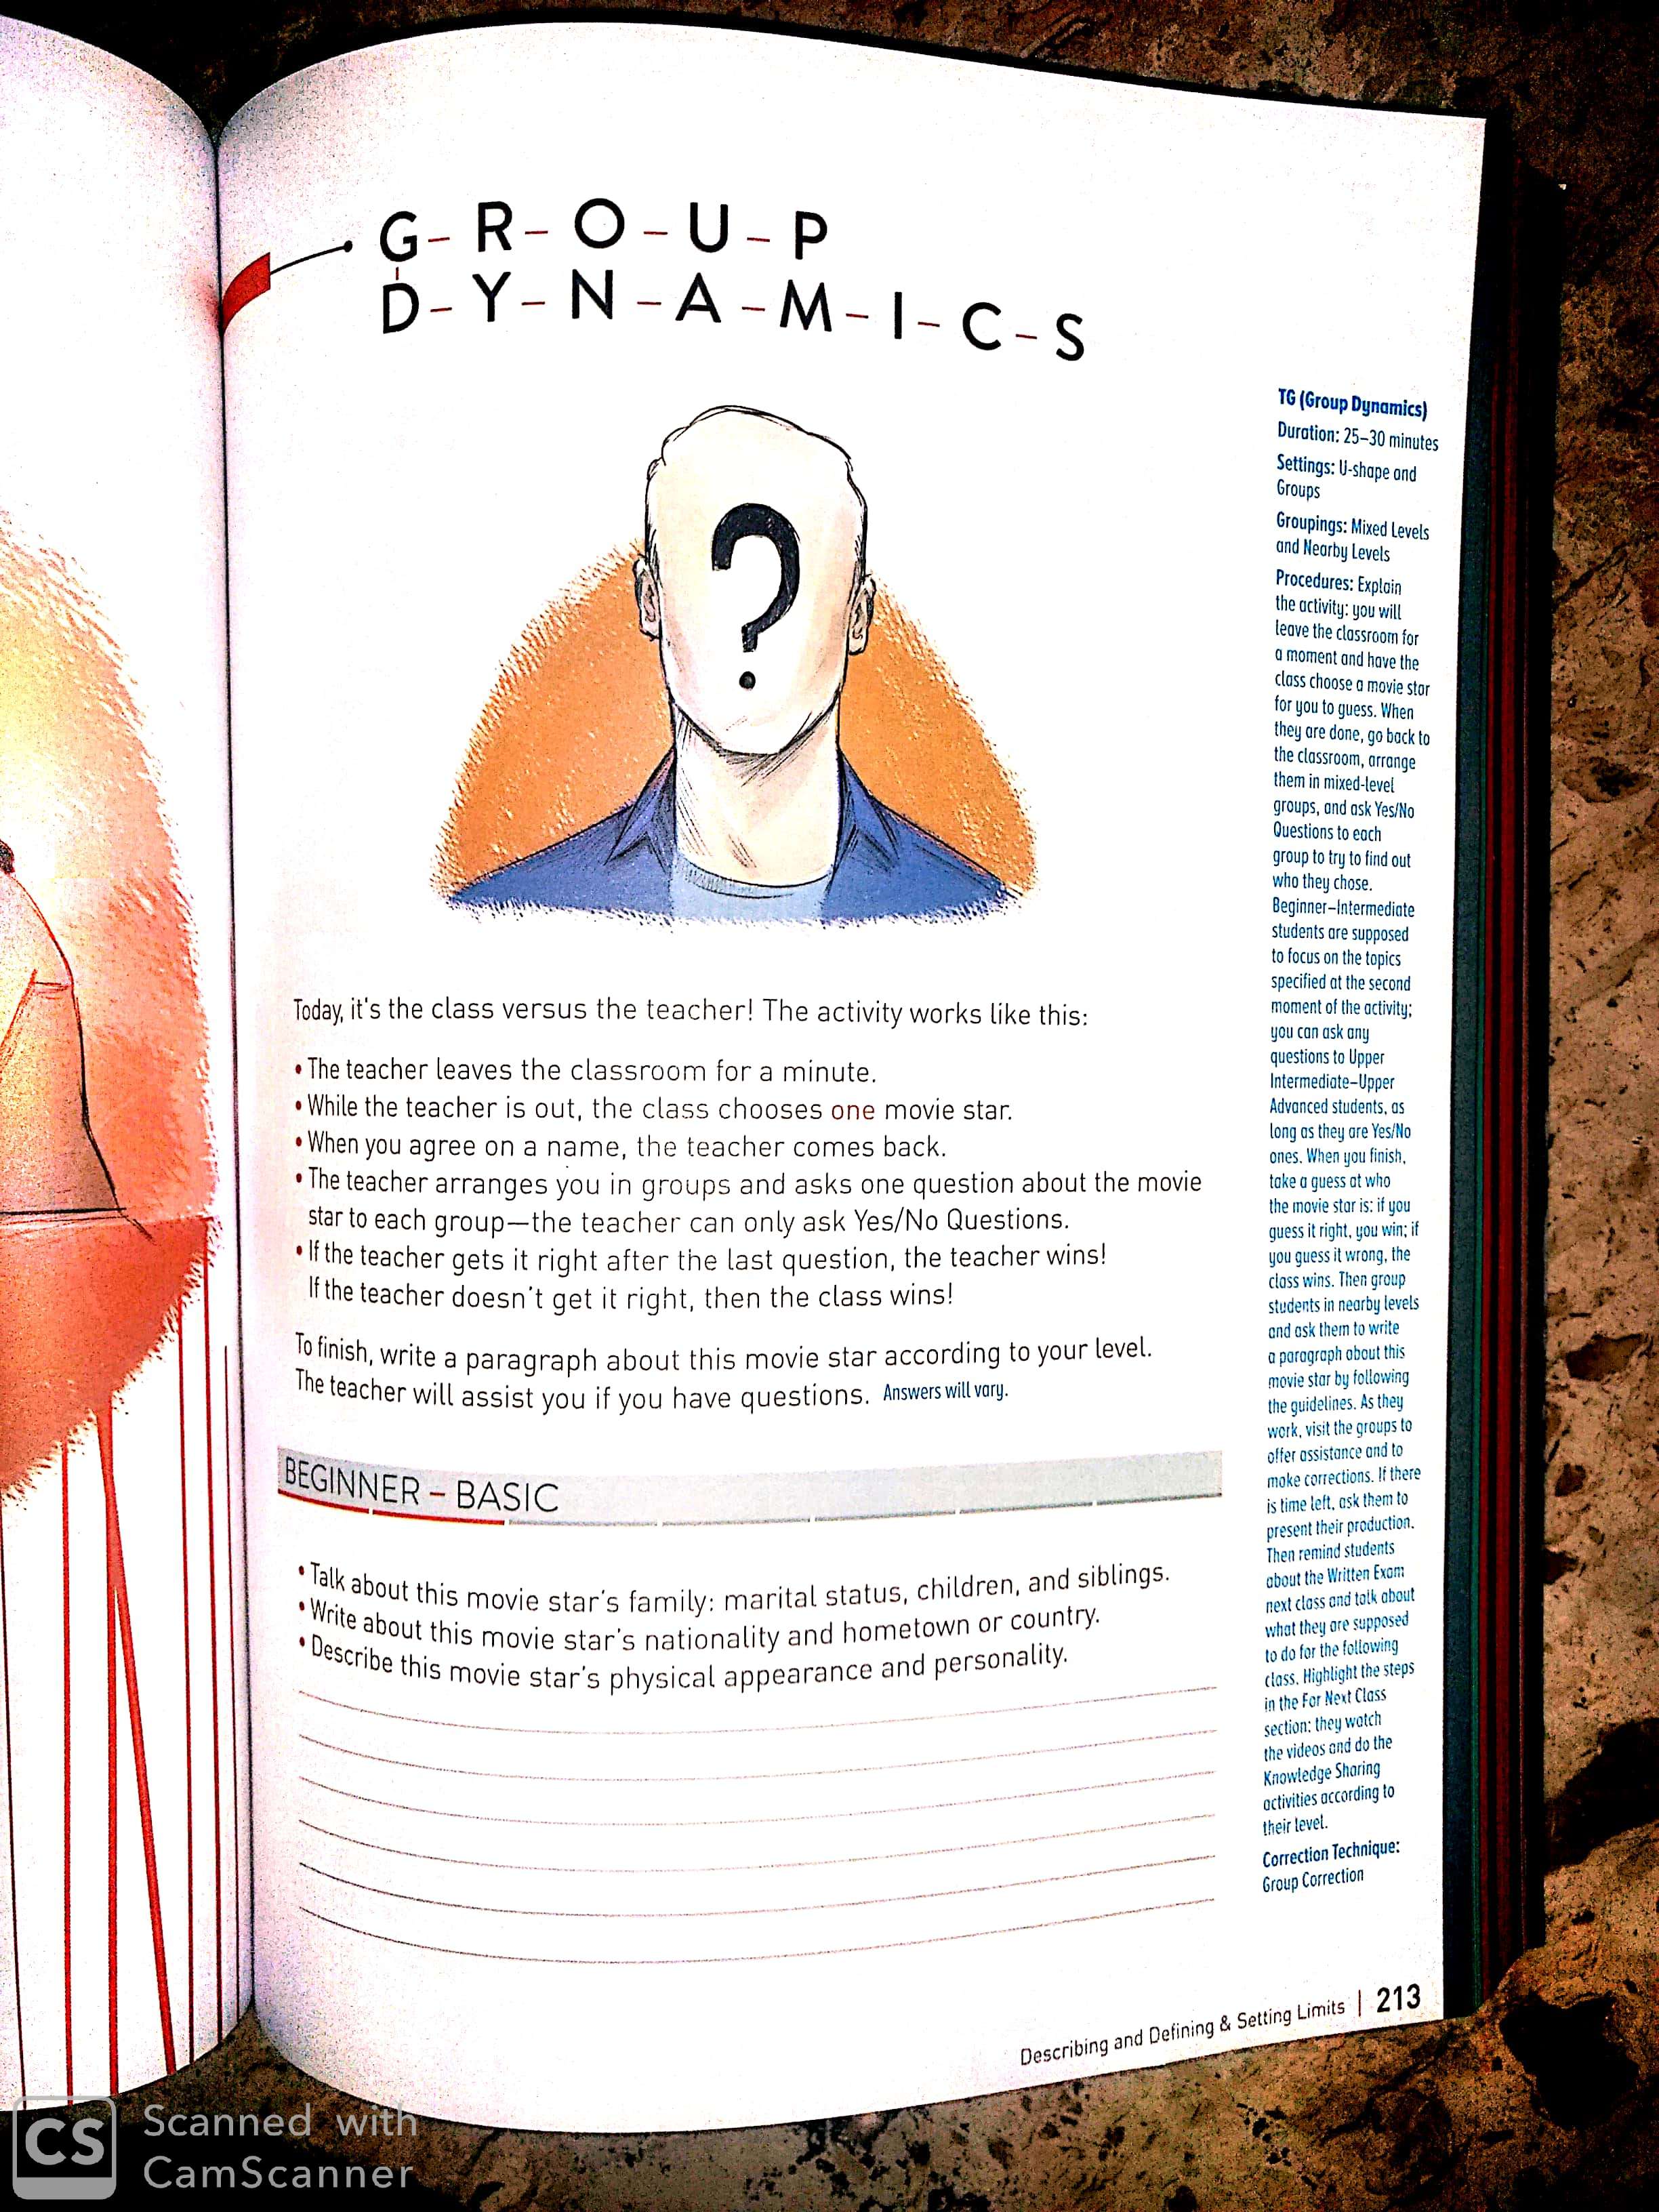 G-R-O-U-P
D-Y-N-A-M-I-C-S
?
Today, it's the class versus the teacher! The activity works like this:
• The teacher leaves the classroom for a minute.
• While the teacher is out, the class chooses one movie star.
• When you agree on a name, the teacher comes back.
• The teacher arranges you in groups and asks one question about the movie
star to each group—the teacher can only ask Yes/No Questions.
• If the teacher gets it right after the last question, the teacher wins!
If the teacher doesn't get it right, then the class wins!
To finish, write a paragraph about this movie star according to your level.
The teacher will assist you if you have questions. Answers will vary.
BEGINNER – BASIC
• Talk about this movie star's family: marital status, children, and siblings.
• Write about this movie star's nationality and hometown or country.
• Describe this movie star's physical appearance and personality.
TG (Group Dynamics)
Duration: 25–30 minutes
Settings: U-shape and
Groups
Groupings: Mixed Levels
and Nearby Levels
Procedures: Explain
the activity: you will
leave the classroom for
a moment and have the
class choose a movie star
for you to guess. When
they are done, go back to
the classroom, arrange
them in mixed-level
groups, and ask Yes/No
Questions to each
group to try to find out
who they chose.
Beginner–Intermediate
students are supposed
to focus on the topics
specified at the second
moment of the activity;
you can ask any
questions to Upper
Intermediate–Upper
Advanced students, as
long as they are Yes/No
ones. When you finish,
take a guess at who
the movie star is: if you
guess it right, you win; if
you guess it wrong, the
class wins. Then group
students in nearby levels
and ask them to write
a paragraph about this
movie star by following
the guidelines. As they
work, visit the groups to
offer assistance and to
make corrections. If there
is time left, ask them to
present their production.
Then remind students
about the Written Exam
next class and talk about
what they are supposed
to do for the following
class. Highlight the steps
in the For Next Class
section: they watch
the videos and do the
Knowledge Sharing
activities according to
their level.
Correction Technique:
Group Correction
Describing and Defining & Setting Limits | 213
CS Scanned with
CamScanner